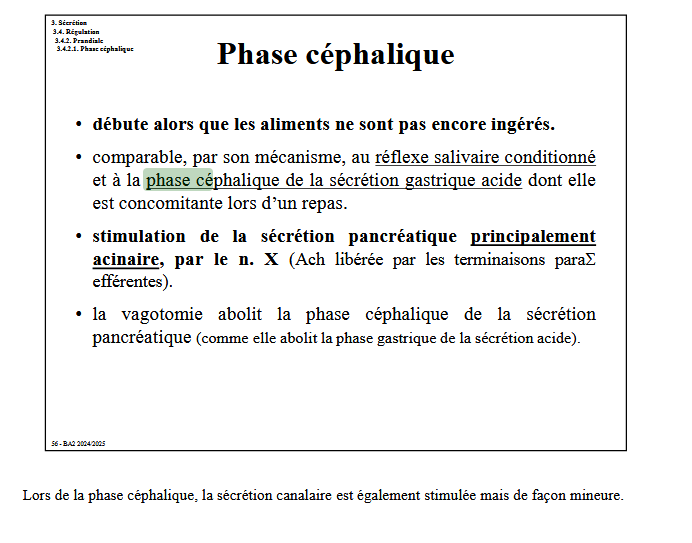 3. Sécrétion
3.4. Régulation
3.4.2. Prandiale
3.4.2.1. Phase céphalique
Phase céphalique
• débute alors que les aliments ne sont pas encore ingérés.
• comparable, par son mécanisme, au réflexe salivaire conditionné
et à la phase céphalique de la sécrétion gastrique acide dont elle
est concomitante lors d’un repas.
• stimulation de la sécrétion pancréatique principalement
acinaire, par le n. X (Ach libérée par les terminaisons paraΣ
efférentes).
• la vagotomie abolit la phase céphalique de la sécrétion
pancréatique (comme elle abolit la phase gastrique de la sécrétion acide).
56 - BA2 2024/2025
Lors de la phase céphalique, la sécrétion canalaire est également stimulée mais de façon mineure.